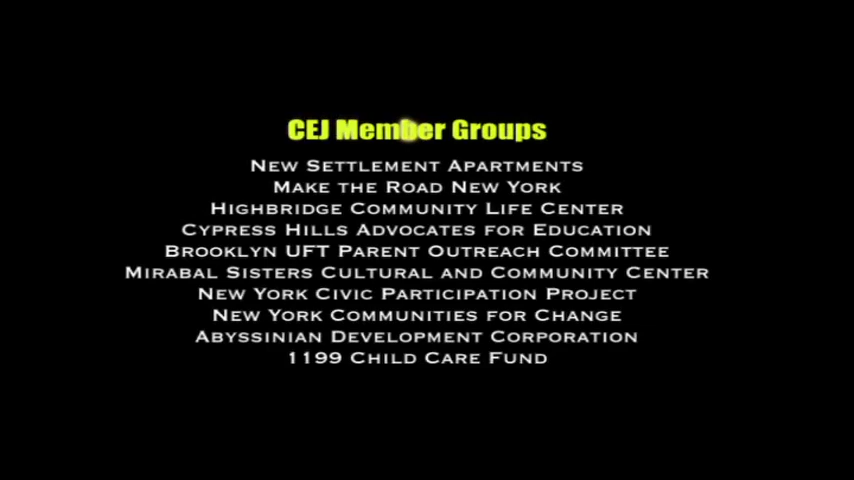 CEJ Member Groups
New Settlement Apartments
Make the Road New York
Highbridge Community Life Center
Cypress Hills Advocates for Education
Brooklyn UFT Parent Outreach Committee
Mirabal Sisters Cultural and Community Center
New York Civic Participation Project
New York Communities for Change
Abyssinian Development Corporation
1199 Child Care Fund